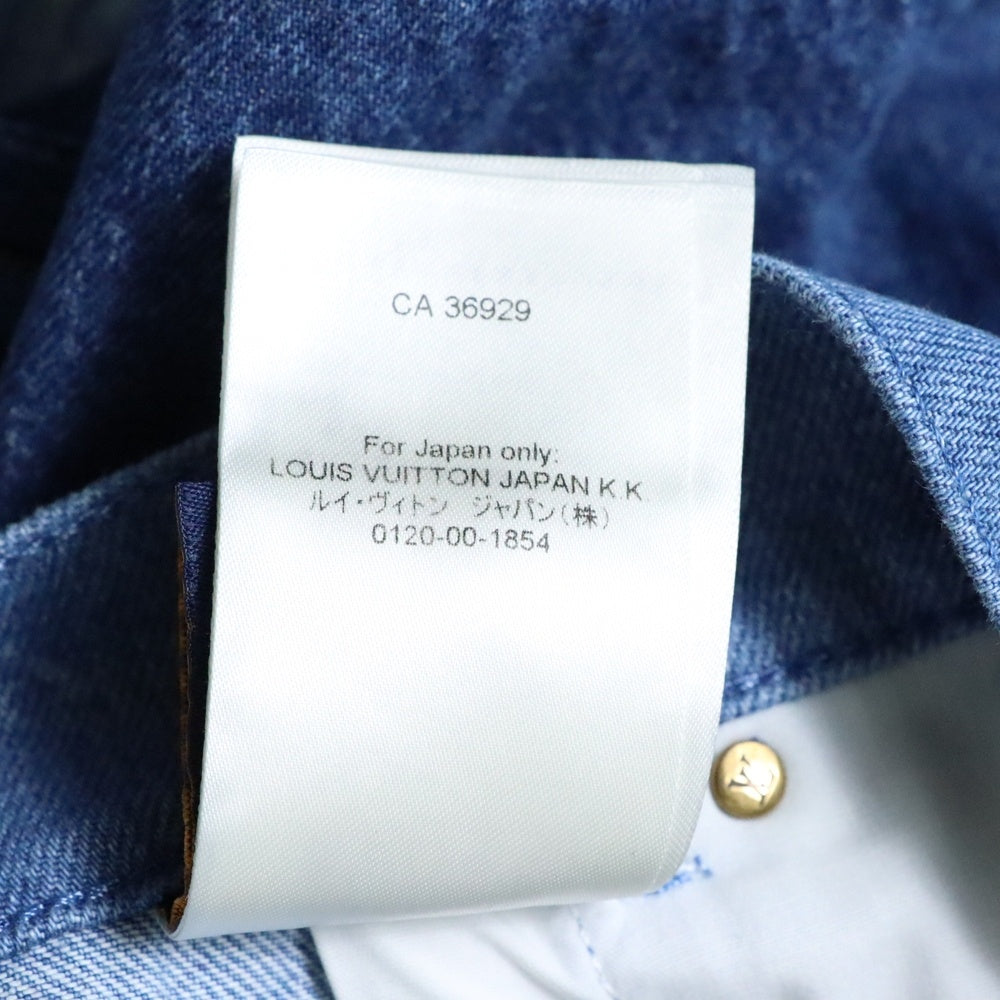 CA 36929
For Japan only:
LOUIS VUITTON JAPAN K.K.
ルイ・ヴィトン ジャパン(株)
0120-00-1854
LV